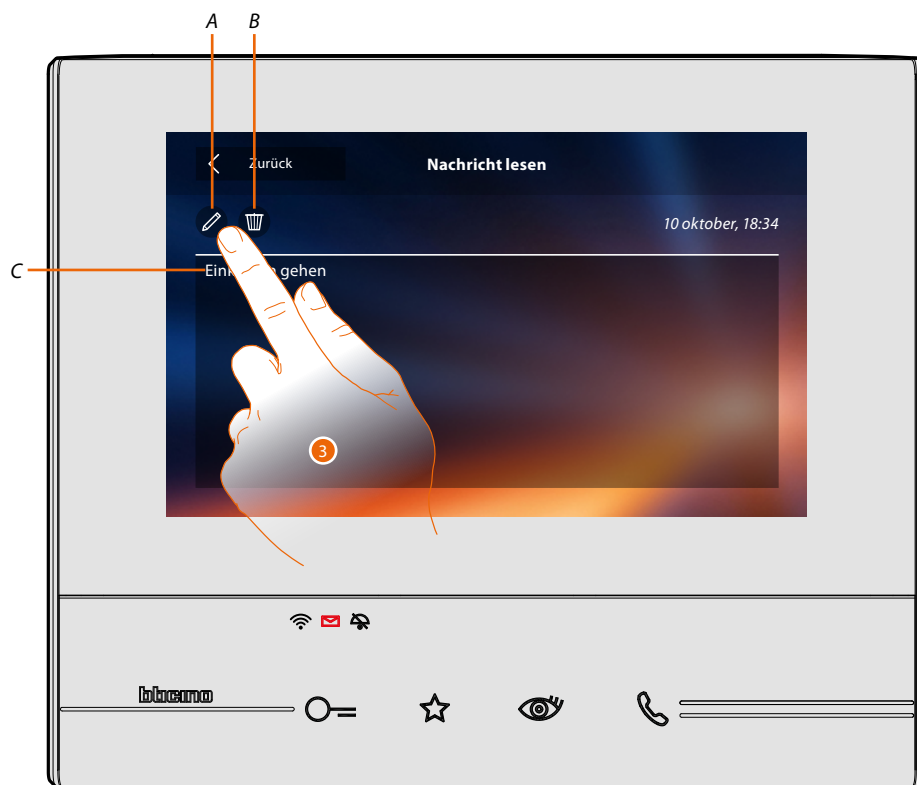 A B
Zurück Nachricht lesen
10 oktober, 18:34
C
gehen
3
bticino